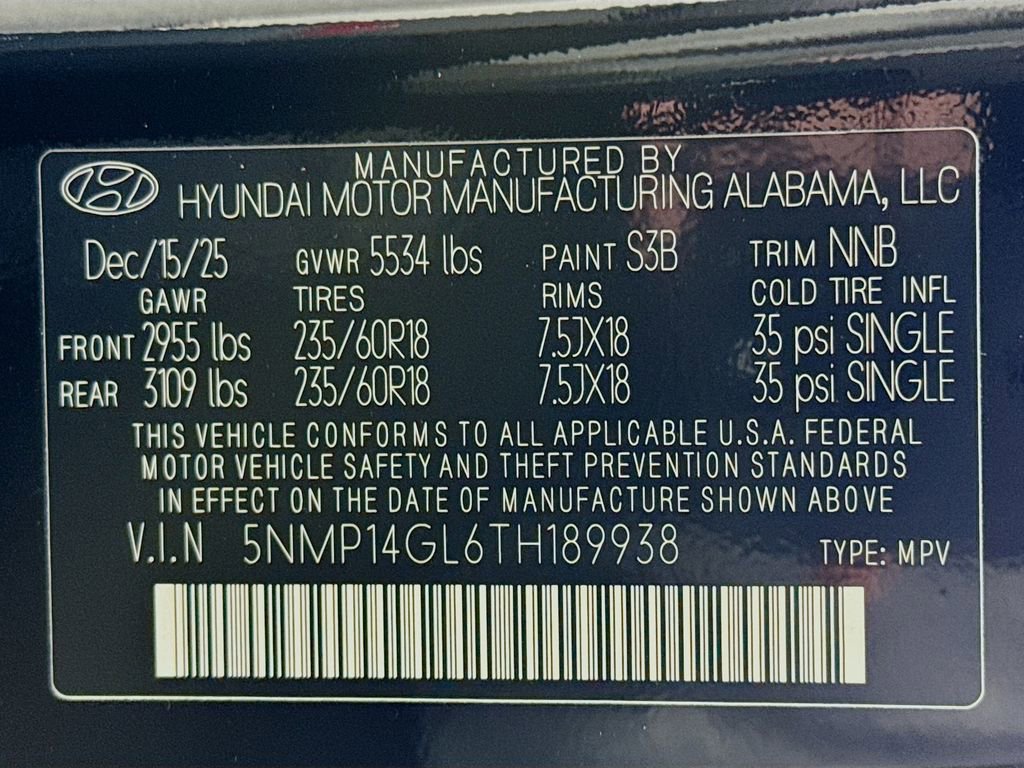 MANUFACTURED BY
HYUNDAI MOTOR MANUFACTURING ALABAMA, LLC
Dec/15/25 GVWR 5534 lbs PAINT S3B TRIM NNB
GAWR TIRES RIMS COLD TIRE INFL
FRONT 2955 lbs 235/60R18 7.5JX18 35 psi SINGLE
REAR 3109 lbs 235/60R18 7.5JX18 35 psi SINGLE
THIS VEHICLE CONFORMS TO ALL APPLICABLE U.S.A. FEDERAL
MOTOR VEHICLE SAFETY AND THEFT PREVENTION STANDARDS
IN EFFECT ON THE DATE OF MANUFACTURE SHOWN ABOVE
V.I.N 5NMP14GL6TH189938 TYPE: MPV